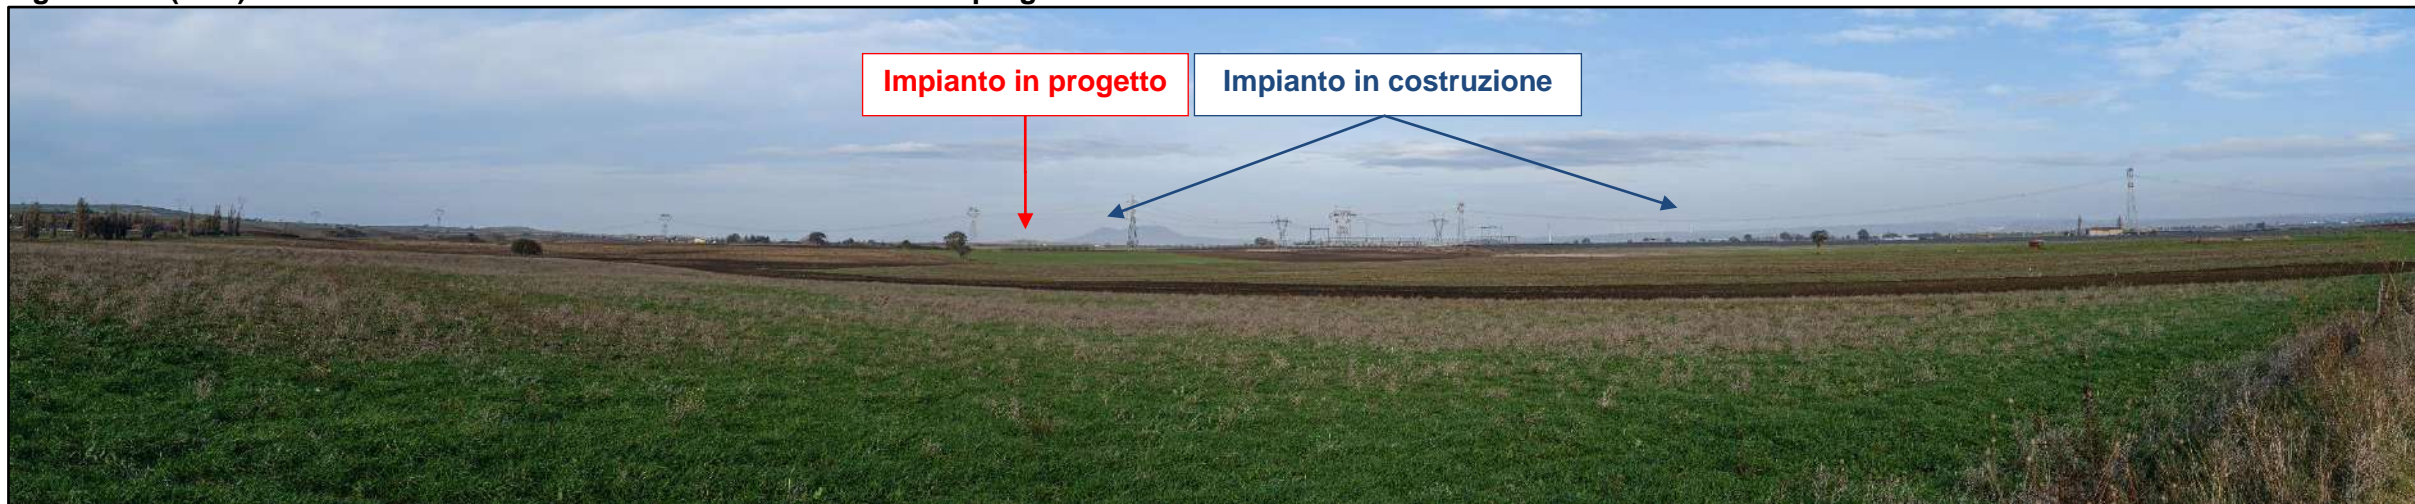 Impianto in progetto
Impianto in costruzione